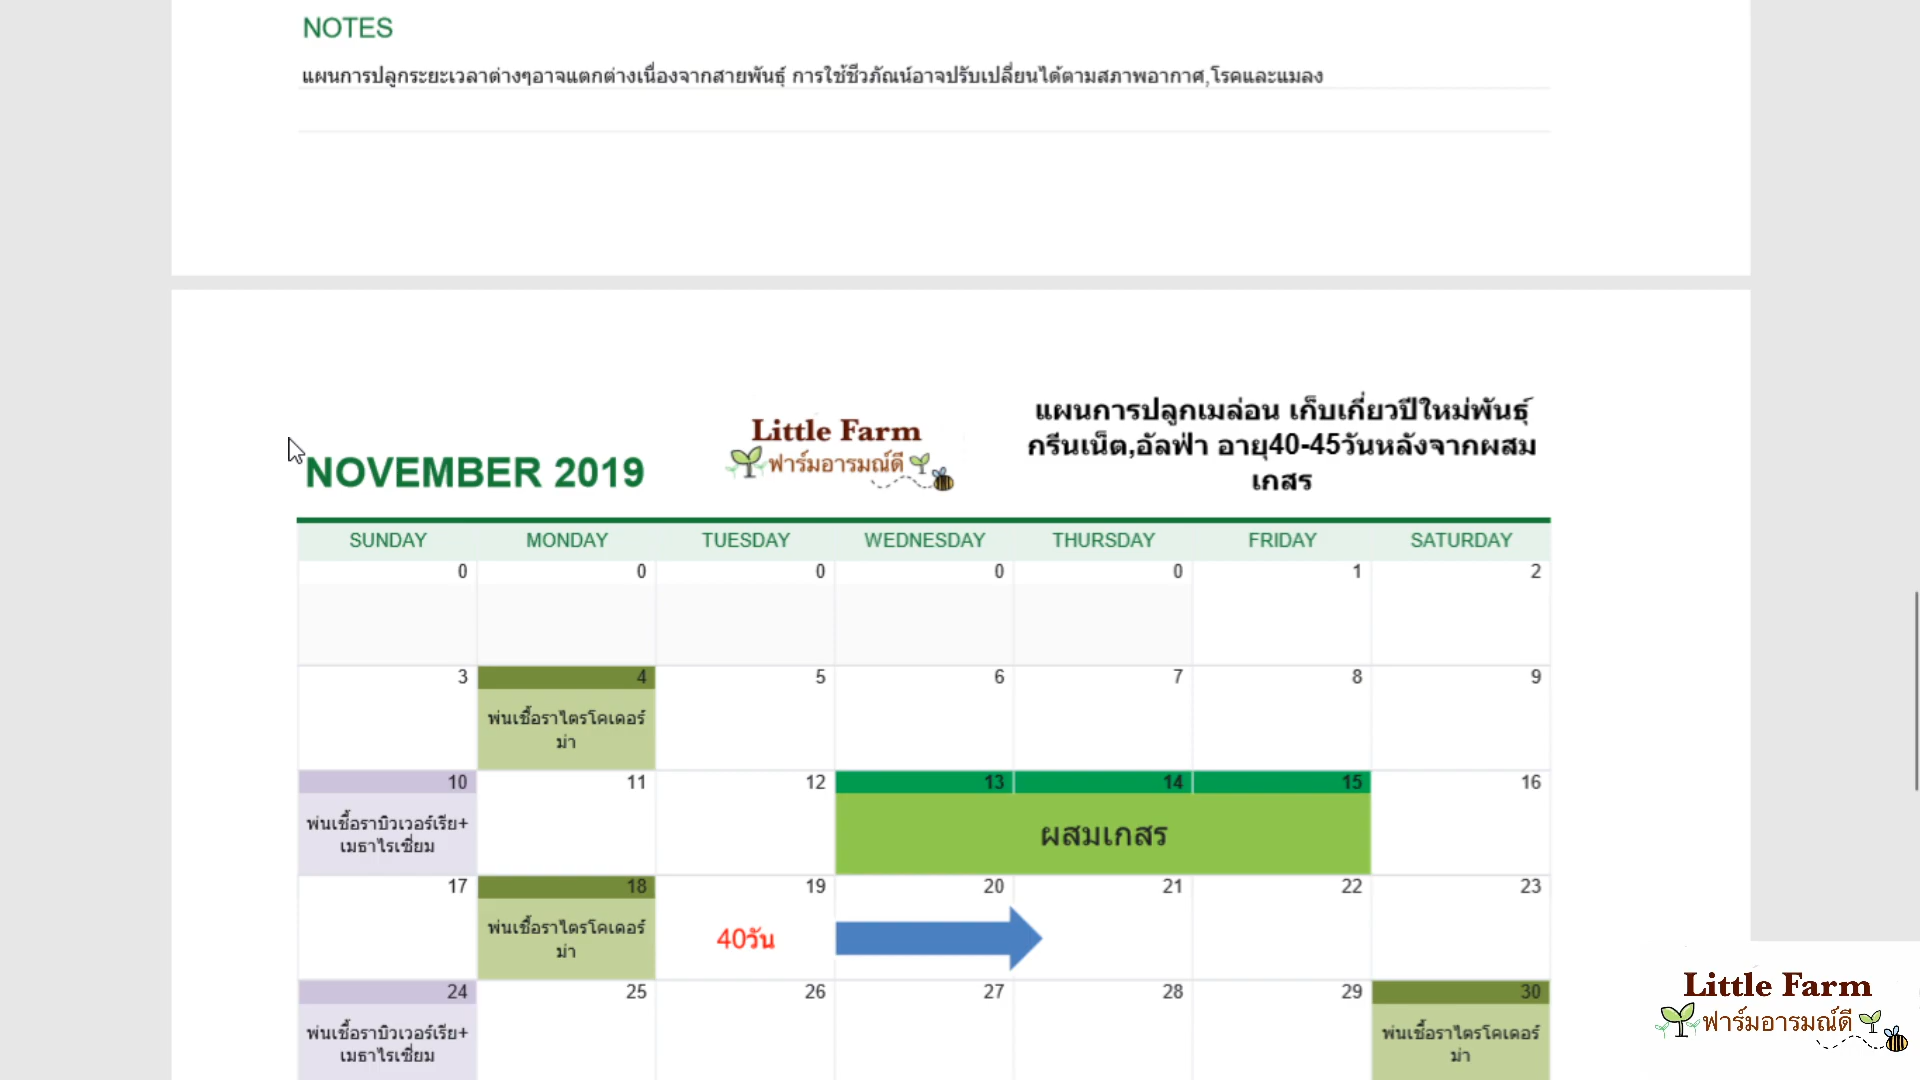 NOTES
แผนการปลูกระยะเวลาต่างๆอาจแตกต่างเนื่องจากสายพันธุ์ การใช้ชีวภัณน์อาจปรับเปลี่ยนได้ตามสภาพอากาศ,โรคและแมลง
แผนการปลูกเมล่อน เก็บเกี่ยวปีใหม่พันธุ์
กรีนเน็ต,อัลฟ่า อายุ40-45วันหลังจากผสม
เกสร
Little Farm
ฟาร์มอารมณ์ดี
NOVEMBER 2019
SUNDAY MONDAY TUESDAY WEDNESDAY THURSDAY FRIDAY SATURDAY
0 0 0 0 0 1 2
3 4 5 6 7 8 9
พ่นเชื้อราไตรโคเดอร์
ม่า
10 11 12 13 14 15 16
พ่นเชื้อราบิวเวอร์เรีย+
เมธาไรเซี่ยม
ผสมเกสร
17 18 19 20 21 22 23
พ่นเชื้อราไตรโคเดอร์
ม่า
40วัน
24 25 26 27 28 29 30
พ่นเชื้อราบิวเวอร์เรีย+
เมธาไรเซี่ยม
พ่นเชื้อราไตรโคเดอร์
ม่า
Little Farm
ฟาร์มอารมณ์ดี